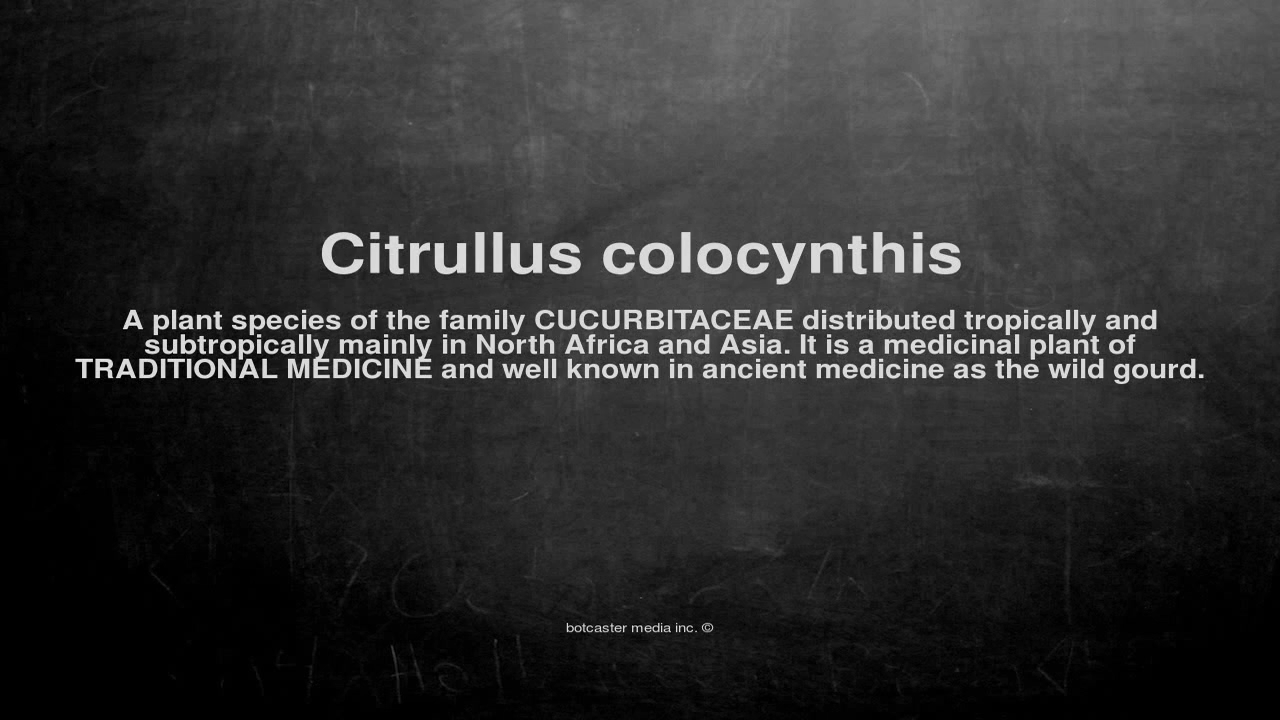 Citrullus colocynthis
A plant species of the family CUCURBITACEAE distributed tropically and
subtropically mainly in North Africa and Asia. It is a medicinal plant of
TRADITIONAL MEDICINE and well known in ancient medicine as the wild gourd.
botcaster media inc. ©